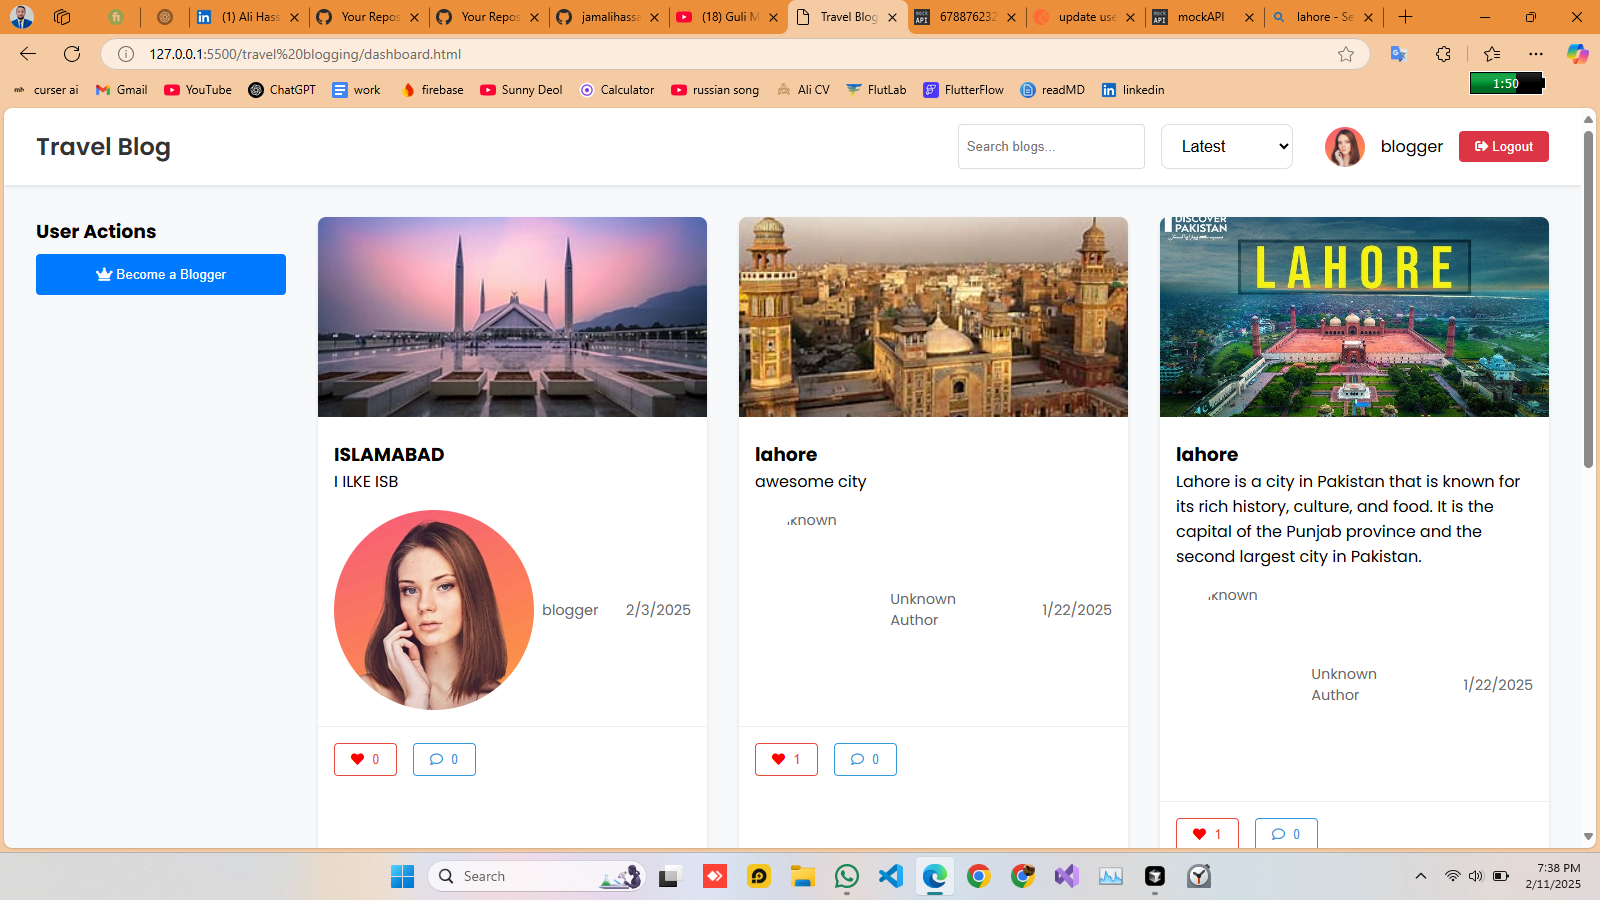 (1) Ali Hass
Your Repos
Your Repos
jamalihassa
(18) Guli M
Travel Blog
678876232
update use
mockAPI
lahore - Se
127.0.0.1:5500/travel%20blogging/dashboard.html
curser ai
Gmail
YouTube
ChatGPT
work
firebase
Sunny Deol
Calculator
russian song
Ali CV
FlutLab
FlutterFlow
readMD
linkedin
1:50
Travel Blog
Search blogs...
Latest
blogger
Logout
User Actions
Become a Blogger
ISLAMABAD
I ILKE ISB
blogger
2/3/2025
0
0
lahore
awesome city
known
Unknown
Author
1/22/2025
1
0
DISCOVER
PAKISTAN
LAHORE
lahore
Lahore is a city in Pakistan that is known for
its rich history, culture, and food. It is the
capital of the Punjab province and the
second largest city in Pakistan.
known
Unknown
Author
1/22/2025
1
0
Search
7:38 PM
2/11/2025